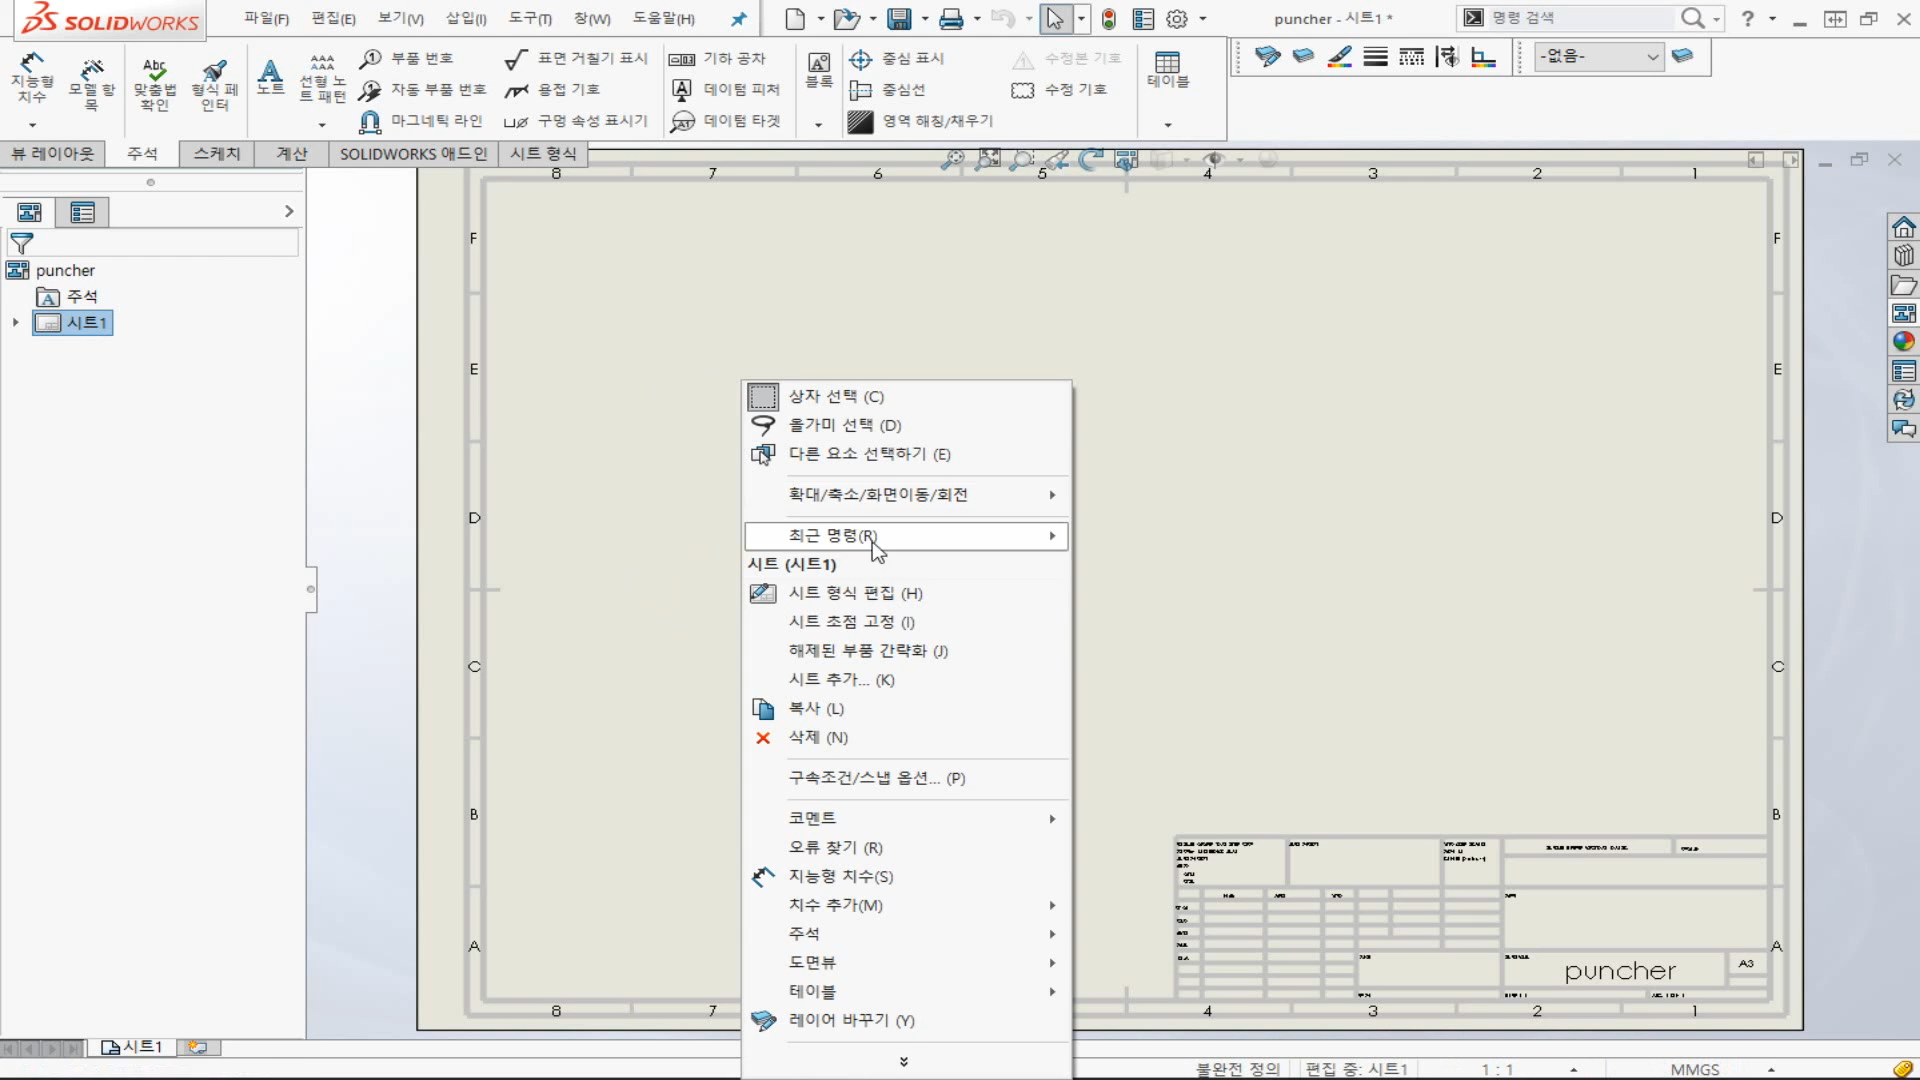 SOLIDWORKS
파일(F) 편집(E) 보기(V) 삽입(I) 도구(T) 창(W) 도움말(H)
puncher - 시트1 *
명령 검색
지능형 치수
모델 항목
맞춤법 확인
형식 페인터
노트
선형 노트 패턴
부품 번호
자동 부품 번호
마그네틱 라인
표면 거칠기 표시
용접 기호
구멍 속성 표시기
기하 공차
데이텀 피처
데이텀 타겟
블록
중심 표시
중심선
영역 해칭/채우기
수정본 기호
수정 기호
테이블
-없음-
뷰 레이아웃 주석 스케치 계산 SOLIDWORKS 애드인 시트 형식
puncher
주석
시트1
8 7 6 5 4 3 2 1
F F
E E
D D
C C
B B
A A
상자 선택 (C)
올가미 선택 (D)
다른 요소 선택하기 (E)
확대/축소/화면이동/회전
최근 명령(R)
시트 (시트1)
시트 형식 편집 (H)
시트 초점 고정 (I)
해제된 부품 간략화 (J)
시트 추가... (K)
복사 (L)
삭제 (N)
구속조건/스냅 옵션... (P)
코멘트
오류 찾기 (R)
지능형 치수(S)
치수 추가(M)
주석
도면뷰
테이블
레이어 바꾸기 (Y)
puncher
A3
8 7 4 3 2 1
시트1
불완전 정의 편집 중: 시트1 1 : 1 MMGS